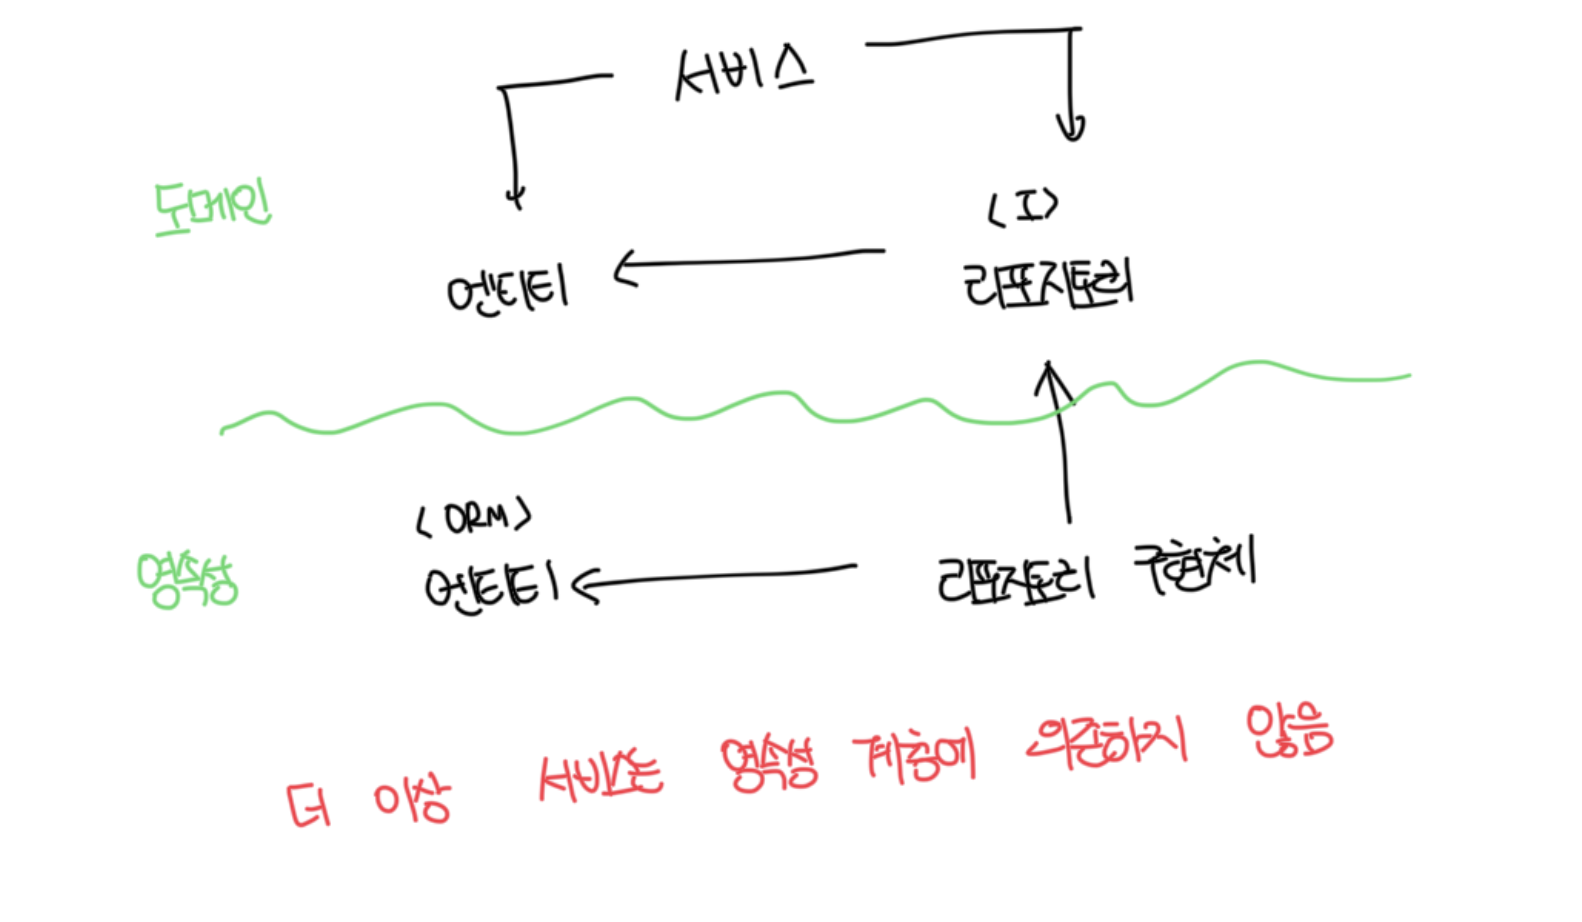 서비스
도메인
<I>
엔티티
리포지토리
<ORM>
영속성
엔티티
리포지토리 구현체
더 이상 서비스는 영속성 계층에 의존하지 않음